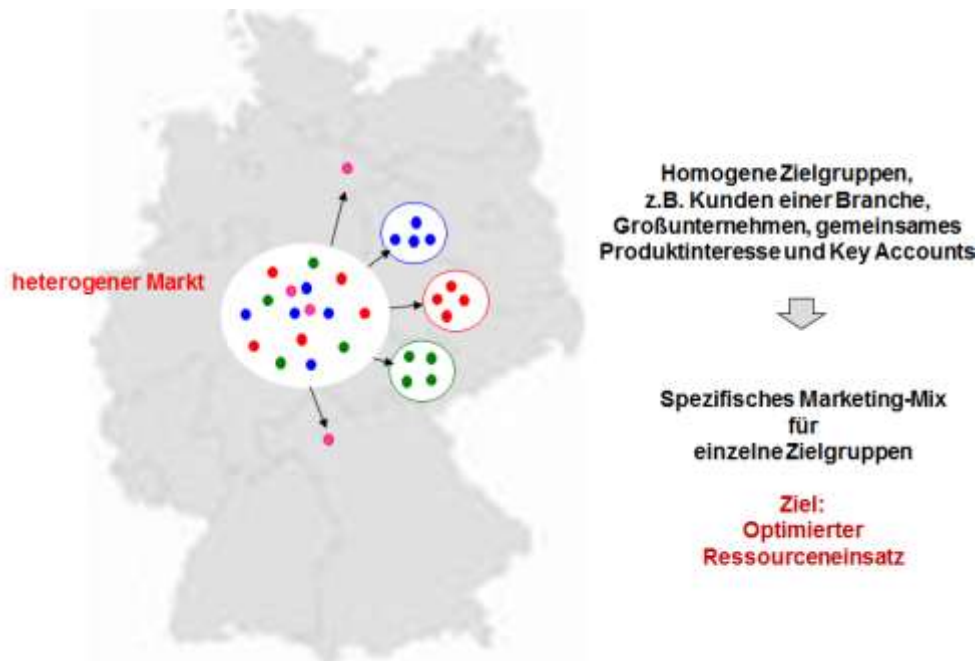 heterogener Markt
Homogene Zielgruppen,
z.B. Kunden einer Branche,
Großunternehmen, gemeinsames
Produktinteresse und Key Accounts
Spezifisches Marketing-Mix
für
einzelne Zielgruppen
Ziel:
Optimierter
Ressourceneinsatz